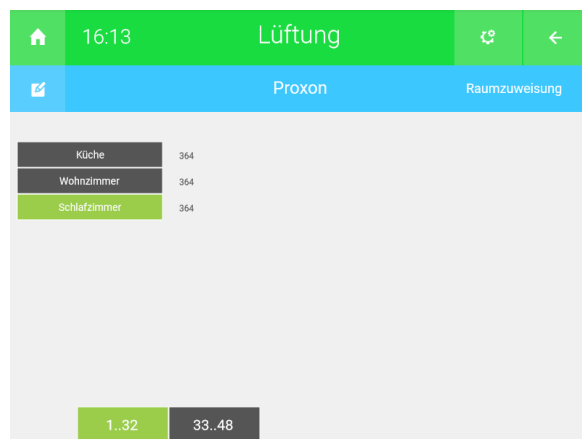 16:13 Lüftung
Proxon Raumzuweisung
Küche 364
Wohnzimmer 364
Schlafzimmer 364
1..32 33..48